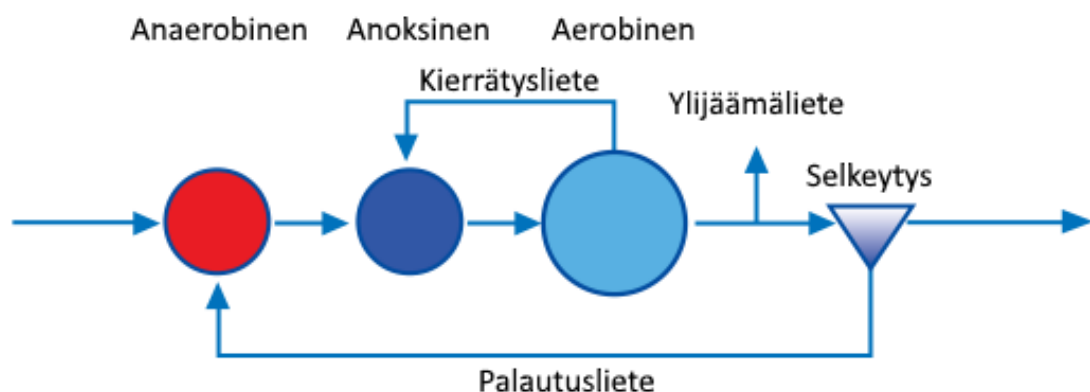 Anaerobinen
Anoksinen
Aerobinen
Kierrätysliete
Ylijäämäliete
Selkeytys
Palautusliete